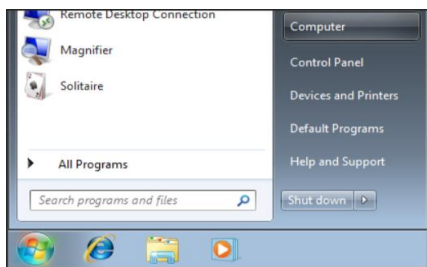 Remote Desktop Connection
Magnifier
Solitaire
All Programs
Search programs and files
Computer
Control Panel
Devices and Printers
Default Programs
Help and Support
Shut down